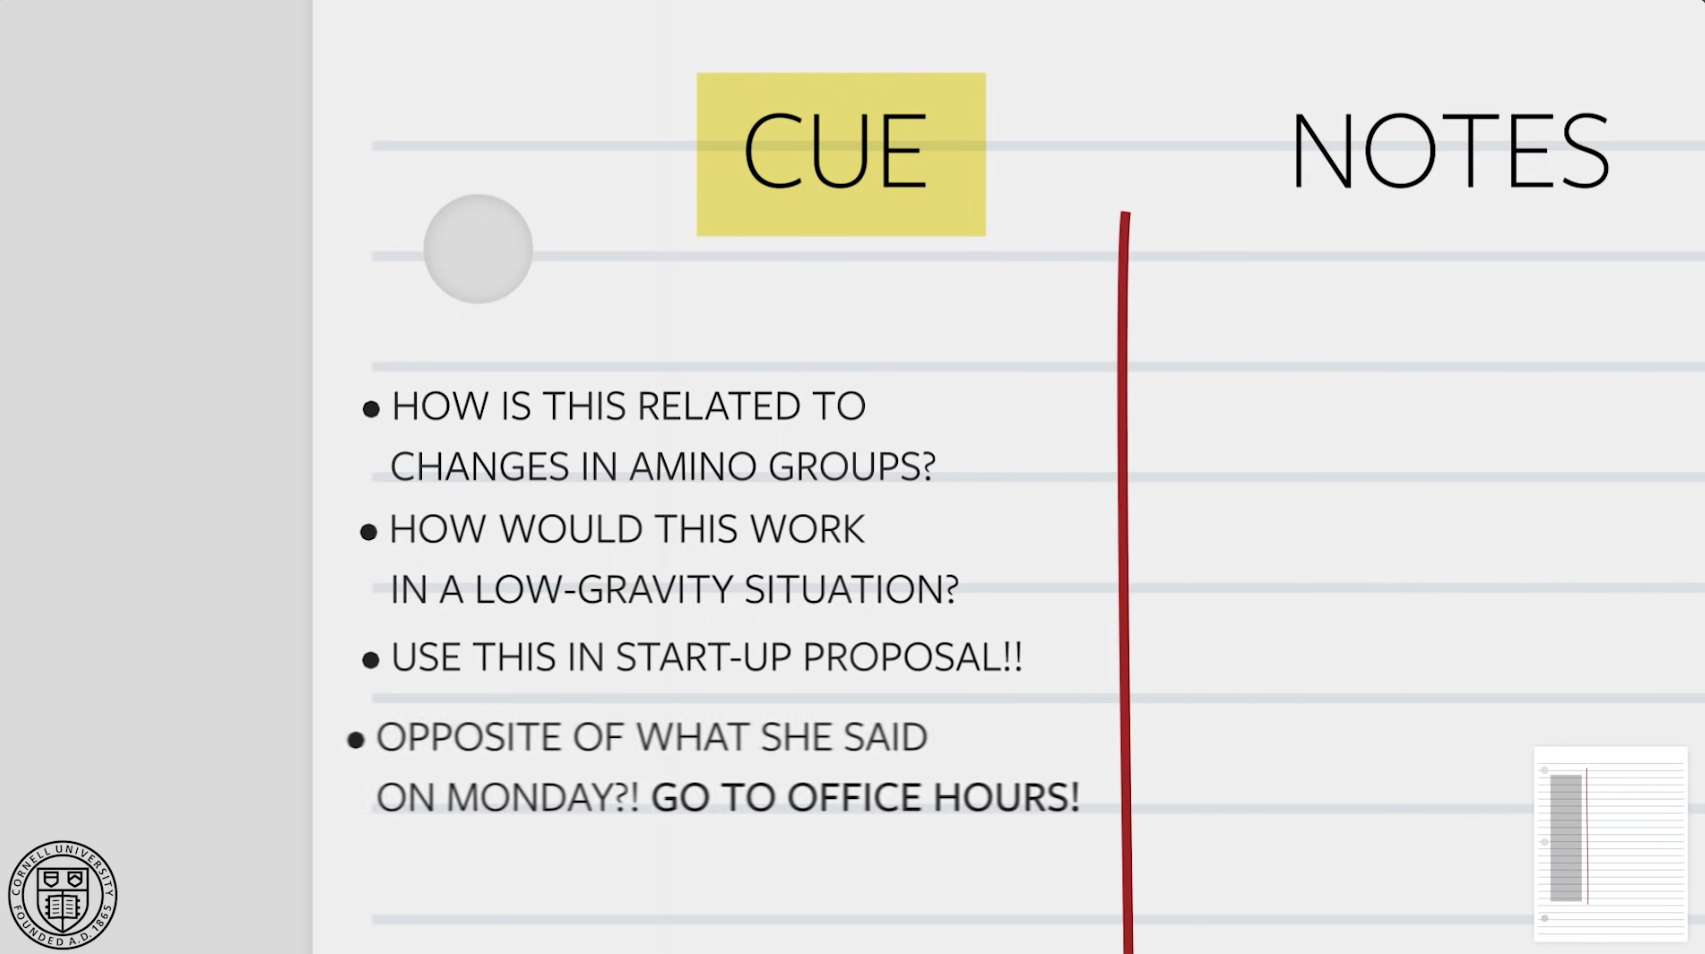 CUE
NOTES
• HOW IS THIS RELATED TO
CHANGES IN AMINO GROUPS?
• HOW WOULD THIS WORK
IN A LOW-GRAVITY SITUATION?
• USE THIS IN START-UP PROPOSAL!!
• OPPOSITE OF WHAT SHE SAID
ON MONDAY?! GO TO OFFICE HOURS!
CORNELL UNIVERSITY
FOUNDED A.D. 1865